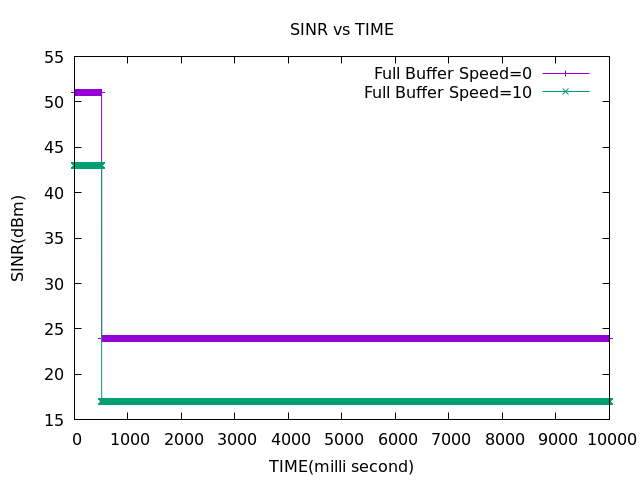 SINR vs TIME
Full Buffer Speed=0
Full Buffer Speed=10
SINR(dBm)
55
50
45
40
35
30
25
20
15
0 1000 2000 3000 4000 5000 6000 7000 8000 9000 10000
TIME(milli second)